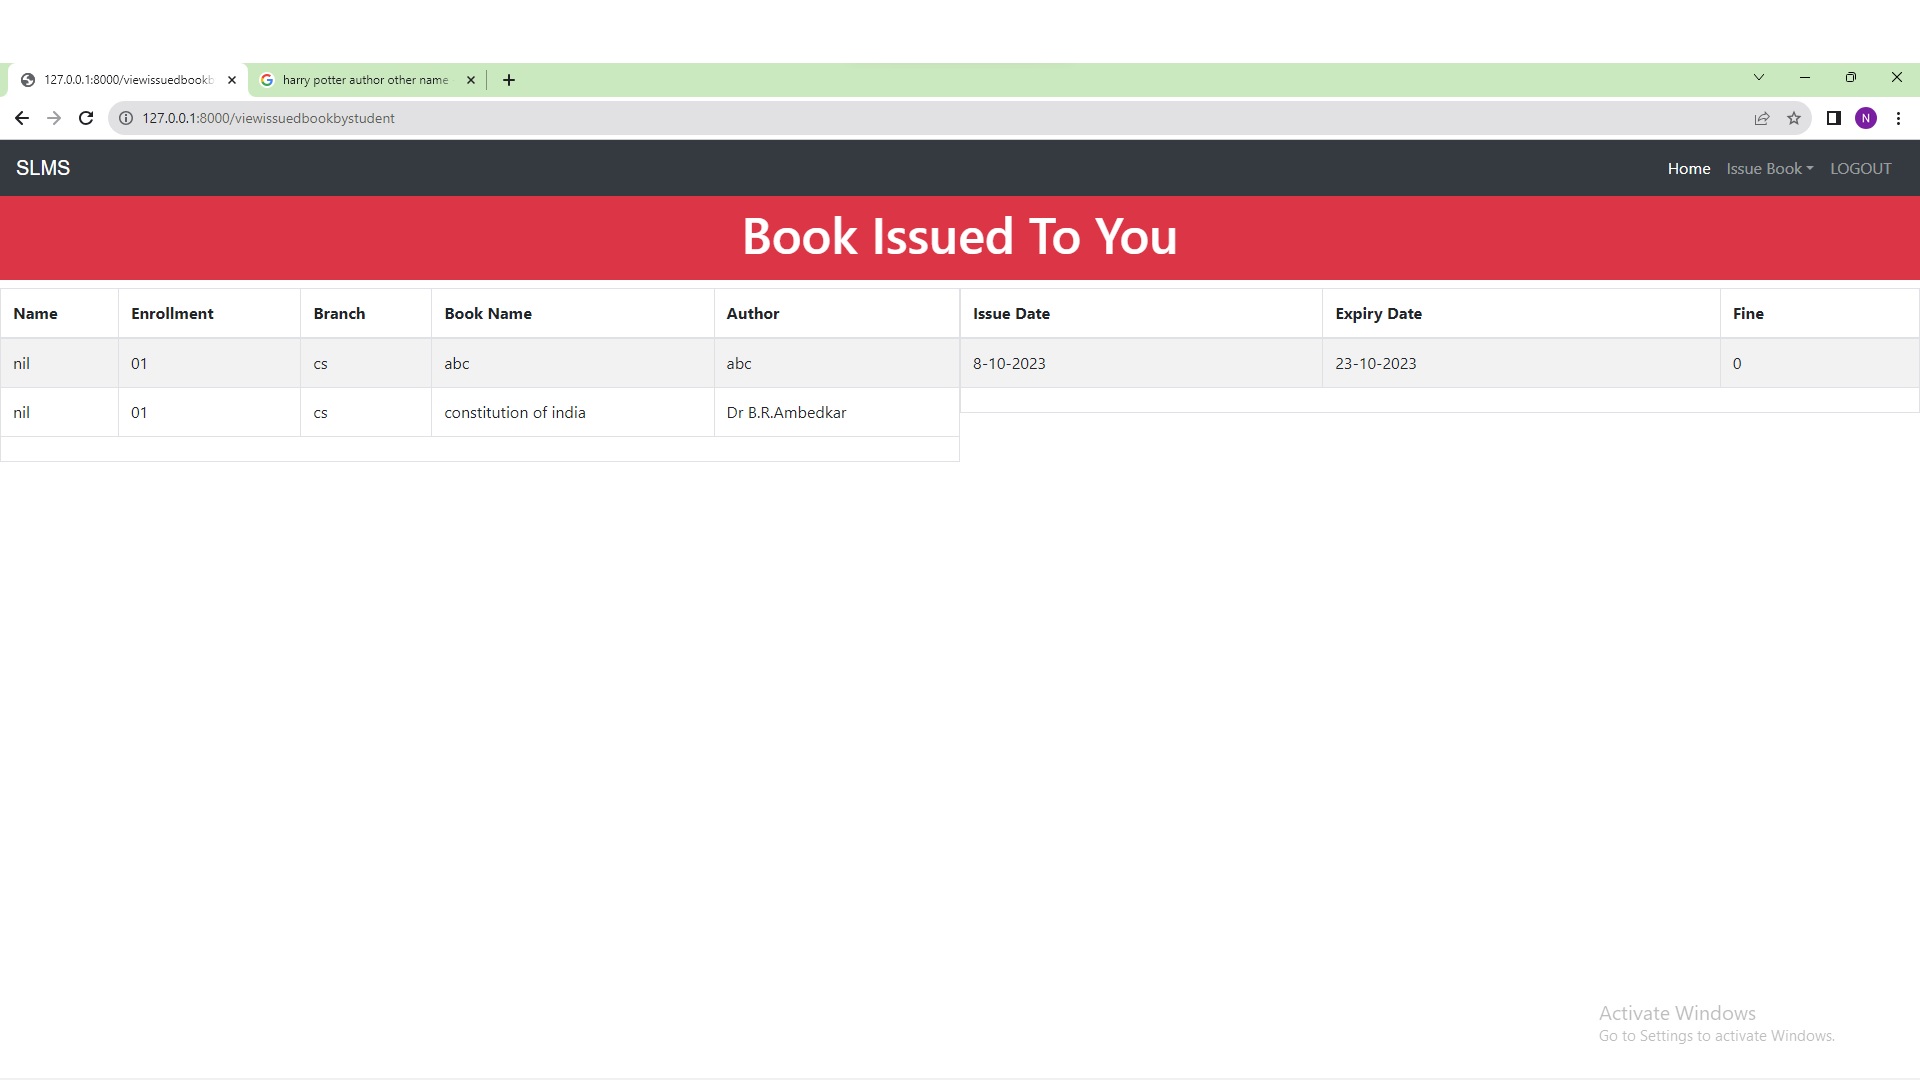 127.0.0.1:8000/viewissuedbookb
harry potter author other name
127.0.0.1:8000/viewissuedbookbystudent
N
SLMS
Home Issue Book LOGOUT
Book Issued To You
Name Enrollment Branch Book Name Author Issue Date Expiry Date Fine
nil 01 cs abc abc 8-10-2023 23-10-2023 0
nil 01 cs constitution of india Dr B.R.Ambedkar
Activate Windows
Go to Settings to activate Windows.